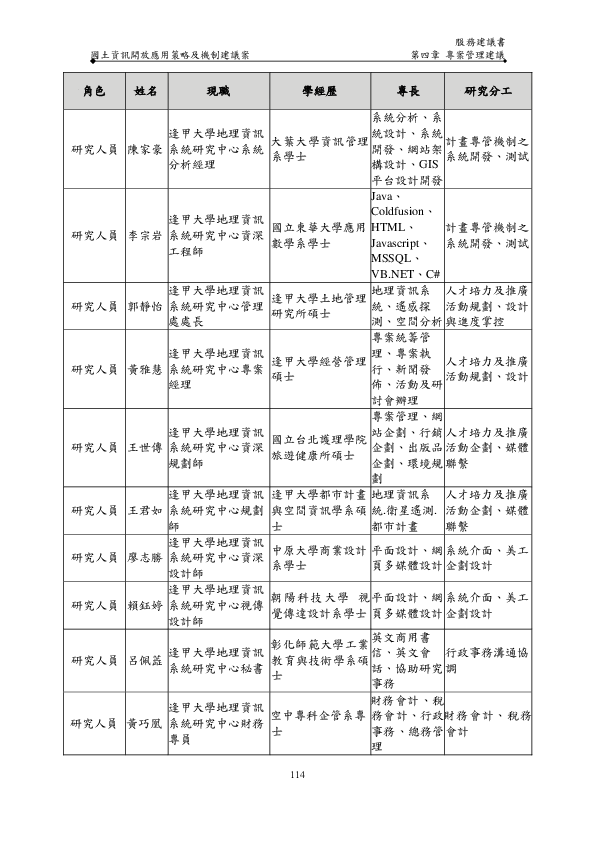 服務建議書
國土資訊開放應用策略及機制建議案 第四章 專案管理建議
角色 姓名 現職 學經歷 專長 研究分工
研究人員 陳家豪 逢甲大學地理資訊系統研究中心系統分析經理 大葉大學資訊管理系學士 系統分析、系統設計、系統開發、網站架構設計、GIS平台設計開發 計畫專管機制之系統開發、測試
研究人員 李宗岩 逢甲大學地理資訊系統研究中心資深工程師 國立東華大學應用數學系學士 Java、Coldfusion、HTML、Javascript、MSSQL、VB.NET、C# 計畫專管機制之系統開發、測試
研究人員 郭靜怡 逢甲大學地理資訊系統研究中心管理處處長 逢甲大學土地管理研究所碩士 地理資訊系統、遙感探測、空間分析 人才培力及推廣活動規劃、設計與進度掌控
研究人員 黃雅慧 逢甲大學地理資訊系統研究中心專案經理 逢甲大學經營管理碩士 專案統籌管理、專案執行、新聞發佈、活動及研討會辦理 人才培力及推廣活動規劃、設計
研究人員 王世傳 逢甲大學地理資訊系統研究中心資深規劃師 國立台北護理學院旅遊健康所碩士 專案管理、網站企劃、行銷企劃、出版品企劃、環境規劃 人才培力及推廣活動企劃、媒體聯繫
研究人員 王君如 逢甲大學地理資訊系統研究中心規劃師 逢甲大學都市計畫與空間資訊學系碩士 地理資訊系統.衛星遙測.都市計畫 人才培力及推廣活動企劃、媒體聯繫
研究人員 廖志勝 逢甲大學地理資訊系統研究中心資深設計師 中原大學商業設計系學士 平面設計、網頁多媒體設計 系統介面、美工企劃設計
研究人員 賴鈺婷 逢甲大學地理資訊系統研究中心視傳設計師 朝陽科技大學 視覺傳達設計系學士 平面設計、網頁多媒體設計 系統介面、美工企劃設計
研究人員 呂佩菰 逢甲大學地理資訊系統研究中心秘書 彰化師範大學工業教育與技術學系碩士 英文商用書信、英文會話、協助研究事務 行政事務溝通協調
研究人員 黃巧凰 逢甲大學地理資訊系統研究中心財務專員 空中專科企管系專士 財務會計、稅務會計、行政事務、總務管理 財務會計、稅務會計
114